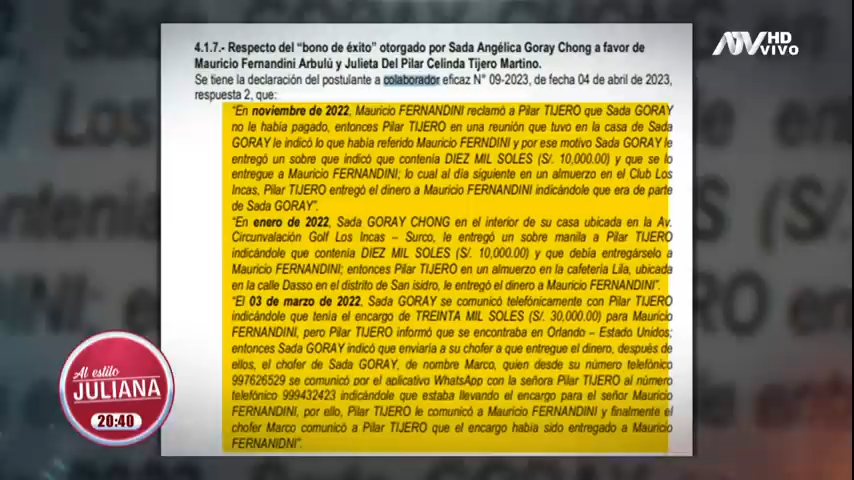 4.1.7.- Respecto del "bono de éxito" otorgado por Sada Angélica Goray Chong a favor de
Mauricio Fernandini Arbulú y Julieta Del Pilar Celinda Tijero Martino.
Se tiene la declaración del postulante a colaborador eficaz N° 09-2023, de fecha 04 de abril de 2023,
respuesta 2, que:
"En noviembre de 2022, Mauricio FERNANDINI reclamó a Pilar TIJERO que Sada GORAY
no le había pagado, entonces Pilar TIJERO en una reunión que tuvo en la casa de Sada
GORAY le indicó lo que había referido Mauricio FERNDINI y por ese motivo Sada GORAY le
entregó un sobre que indicó que contenía DIEZ MIL SOLES (S/. 10,000.00) y que se lo
entregue a Mauricio FERNANDINI; lo cual al día siguiente en un almuerzo en el Club Los
Incas, Pilar TIJERO entregó el dinero a Mauricio FERNANDINI indicándole que era de parte
de Sada GORAY".
"En enero de 2022, Sada GORAY CHONG en el interior de su casa ubicada en la Av.
Circunvalación Golf Los Incas – Surco, le entregó un sobre manila a Pilar TIJERO
indicándole que contenía DIEZ MIL SOLES (S/. 10,000.00) y que debía entregárselo a
Mauricio FERNANDINI; entonces Pilar TIJERO en un almuerzo en la cafetería Lila, ubicada
en la calle Dasso en el distrito de San isidro, le entregó el dinero a Mauricio FERNANDINI".
"El 03 de marzo de 2022, Sada GORAY se comunicó telefónicamente con Pilar TIJERO
indicándole que tenía el encargo de TREINTA MIL SOLES (S/. 30,000.00) para Mauricio
FERNANDINI, pero Pilar TIJERO informó que se encontraba en Orlando – Estado Unidos;
entonces Sada GORAY indicó que enviaría a su chofer a que entregue el dinero, después de
ellos, el chofer de Sada GORAY, de nombre Marco, quien desde su número telefónico
997626529 se comunicó por el aplicativo WhatsApp con la señora Pilar TIJERO al número
telefónico 999432423 indicándole que estaba llevando el encargo para el señor Mauricio
FERNANDINI, por ello, Pilar TIJERO le comunicó a Mauricio FERNANDINI y finalmente el
chofer Marco comunicó a Pilar TIJERO que el encargo había sido entregado a Mauricio
FERNANIDNI".
ATV HD
VIVO
Al estilo
JULIANA
20:40